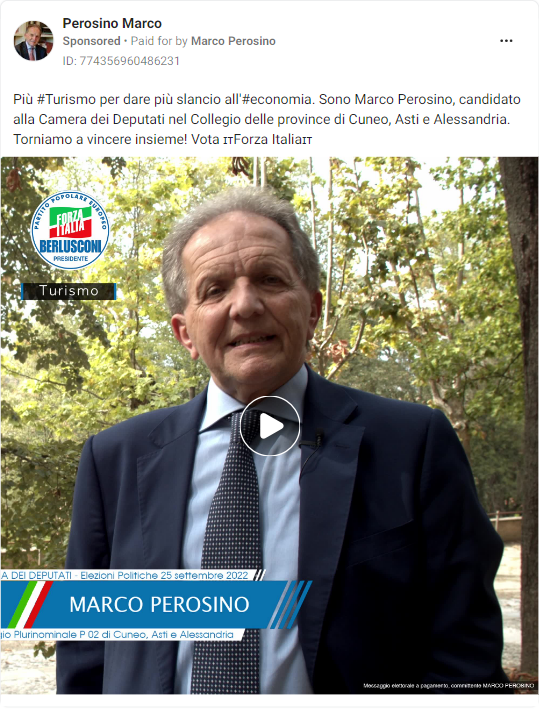 Perosino Marco
Sponsored • Paid for by Marco Perosino
ID: 774356960486231
Più #Turismo per dare più slancio all'#economia. Sono Marco Perosino, candidato
alla Camera dei Deputati nel Collegio delle province di Cuneo, Asti e Alessandria.
Torniamo a vincere insieme! Vota ɪᴛForza Italiaɪᴛ
PARTITO POPOLARE EUROPEO
FORZA
ITALIA
BERLUSCONI
PRESIDENTE
Turismo
A DEI DEPUTATI - Elezioni Politiche 25 settembre 2022
MARCO PEROSINO
gio Plurinominale P 02 di Cuneo, Asti e Alessandria
Messaggio elettorale a pagamento, committente MARCO PEROSINO